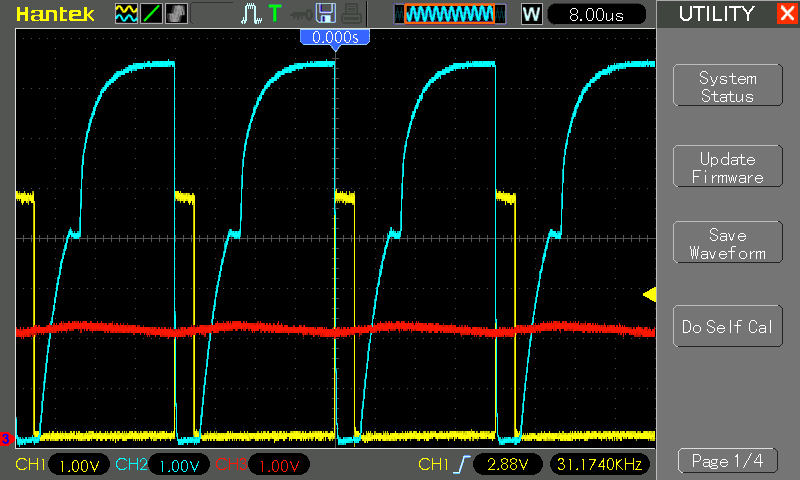 Hantek
T
W
8.00us
UTILITY
X
0.000s
System
Status
Update
Firmware
Save
Waveform
Do Self Cal
3
CH1 1.00V CH2 1.00V CH3 1.00V CH1 2.88V 31.1740KHz
Page 1/4